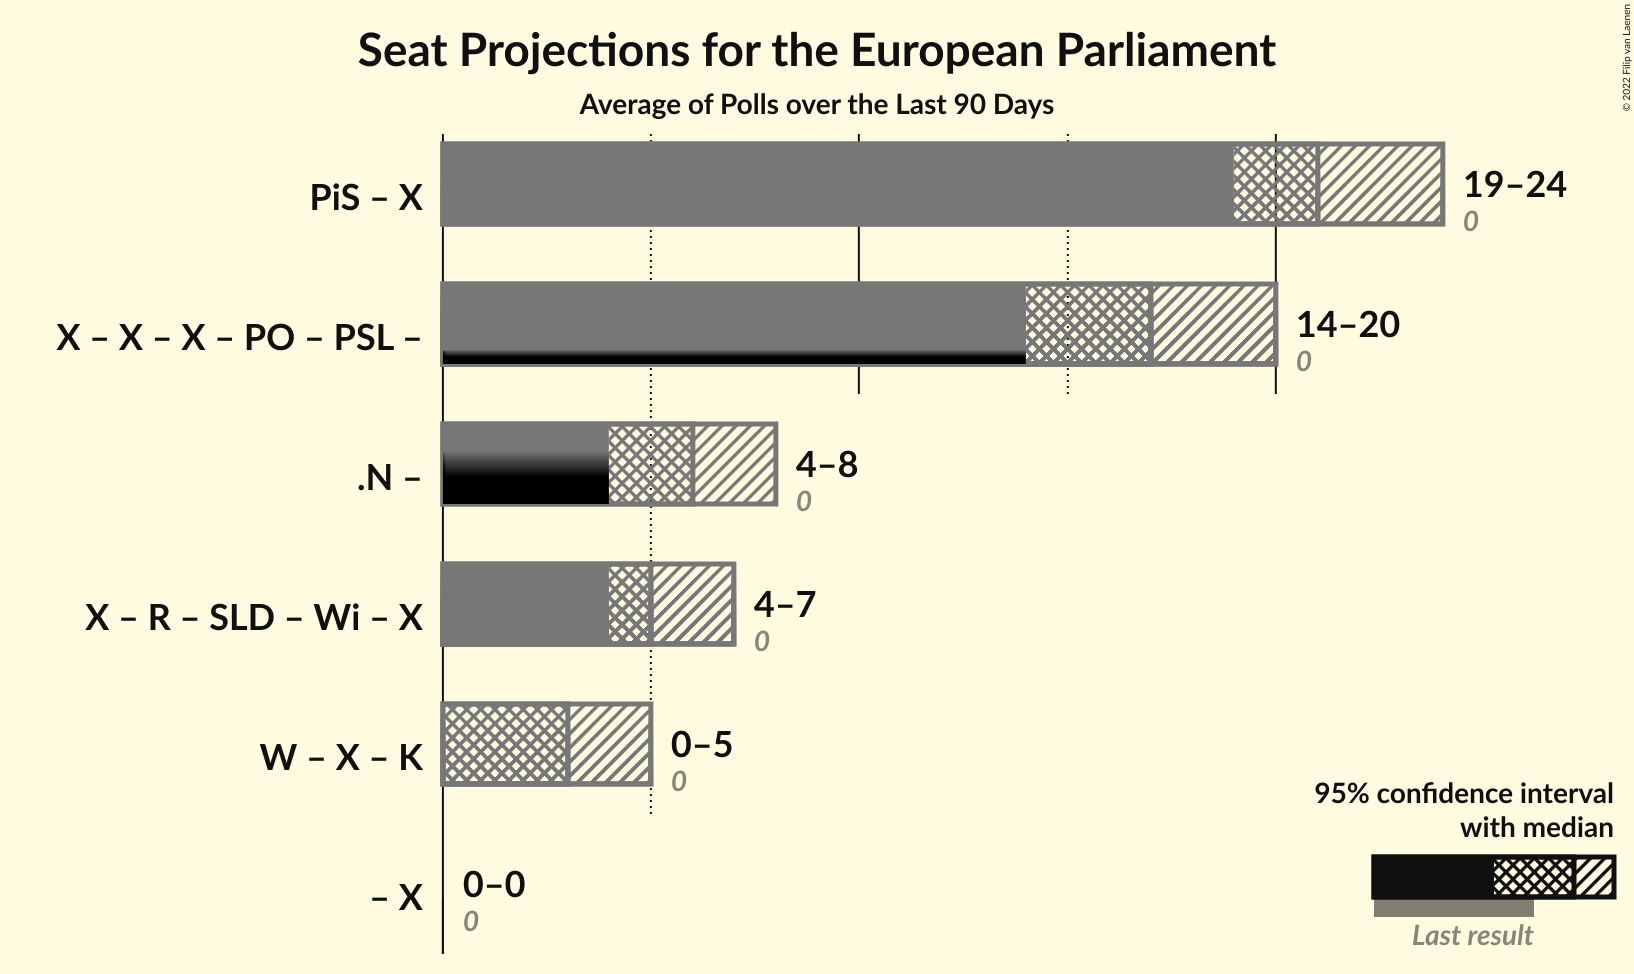 © 2022 Filip van Laenen
Seat Projections for the European Parliament
Average of Polls over the Last 90 Days
PiS – X
19–24
0
X – X – X – PO – PSL –
14–20
0
.N –
4–8
0
X – R – SLD – Wi – X
4–7
0
W – X – K
0–5
0
– X
0–0
0
95% confidence interval
with median
Last result